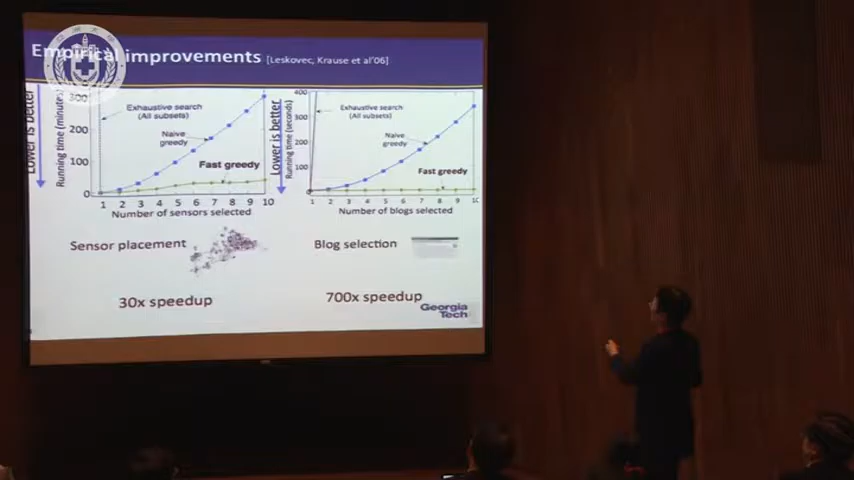 Empirical improvements [Leskovec, Krause et al'06]
Lower is better
Running time (minutes)
300
200
100
0
Exhaustive search
(All subsets)
Naive
greedy
Fast greedy
1 2 3 4 5 6 7 8 9 10
Number of sensors selected
Lower is better
Running time (seconds)
400
300
200
100
Exhaustive search
(All subsets)
Naive
greedy
Fast greedy
1 2 3 4 5 6 7 8 9 10
Number of blogs selected
Sensor placement
Blog selection
30x speedup
700x speedup
Georgia
Tech